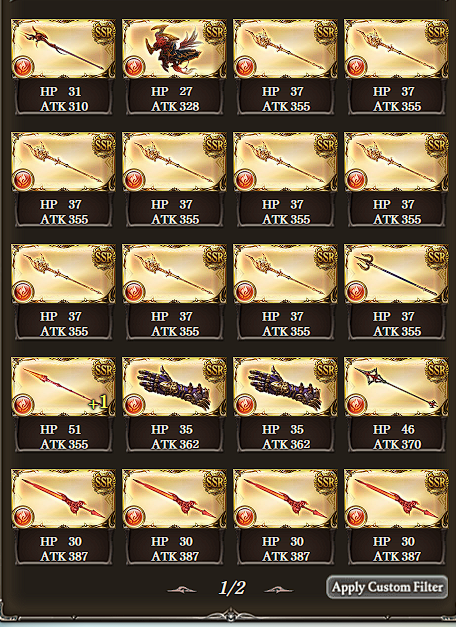 SSR SSR SSR SSR
HP 31 HP 27 HP 37 HP 37
ATK 310 ATK 328 ATK 355 ATK 355
SSR SSR SSR SSR
HP 37 HP 37 HP 37 HP 37
ATK 355 ATK 355 ATK 355 ATK 355
SSR SSR SSR SSR
HP 37 HP 37 HP 37 HP 37
ATK 355 ATK 355 ATK 355 ATK 355
SSR SSR SSR SSR
+1
HP 51 HP 35 HP 35 HP 46
ATK 355 ATK 362 ATK 362 ATK 370
SSR SSR SSR SSR
HP 30 HP 30 HP 30 HP 30
ATK 387 ATK 387 ATK 387 ATK 387
1/2 Apply Custom Filter